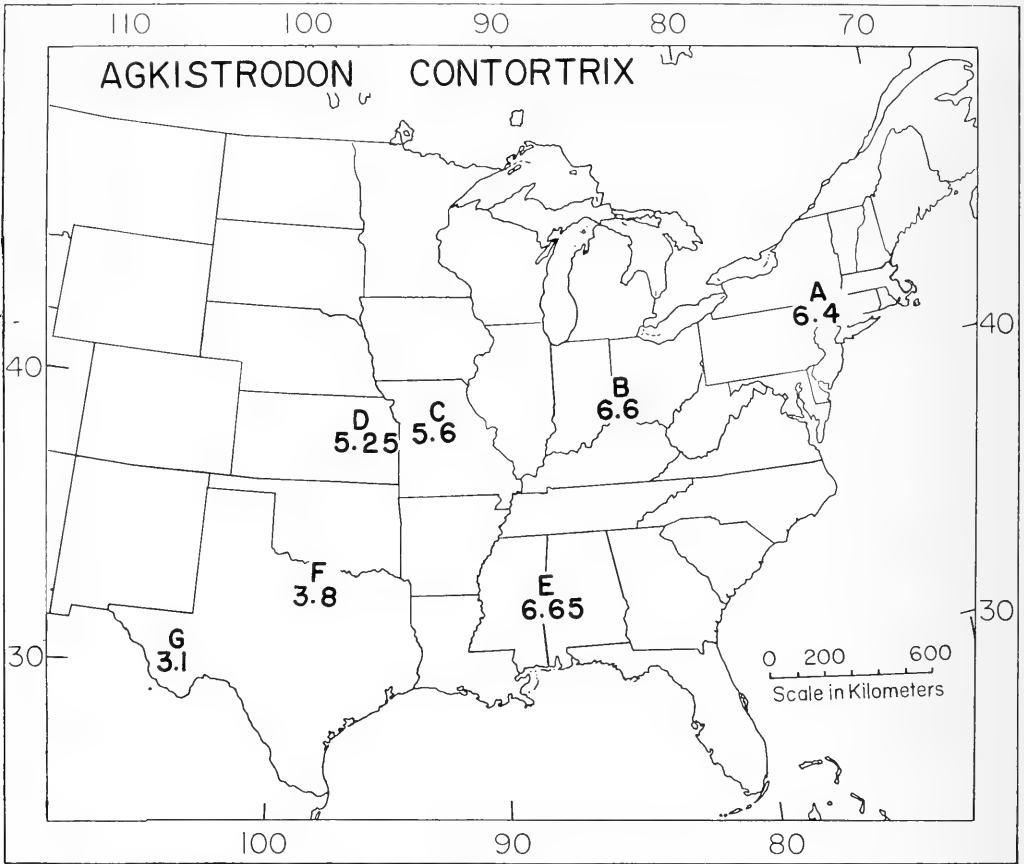 110 100 90 80 70
AGKISTRODON CONTORTRIX
A
6.4
40
40
B
6.6
D
5.25
C
5.6
F
3.8
E
6.65
30
G
3.1
30
0 200 600
Scale in Kilometers
100 90 80